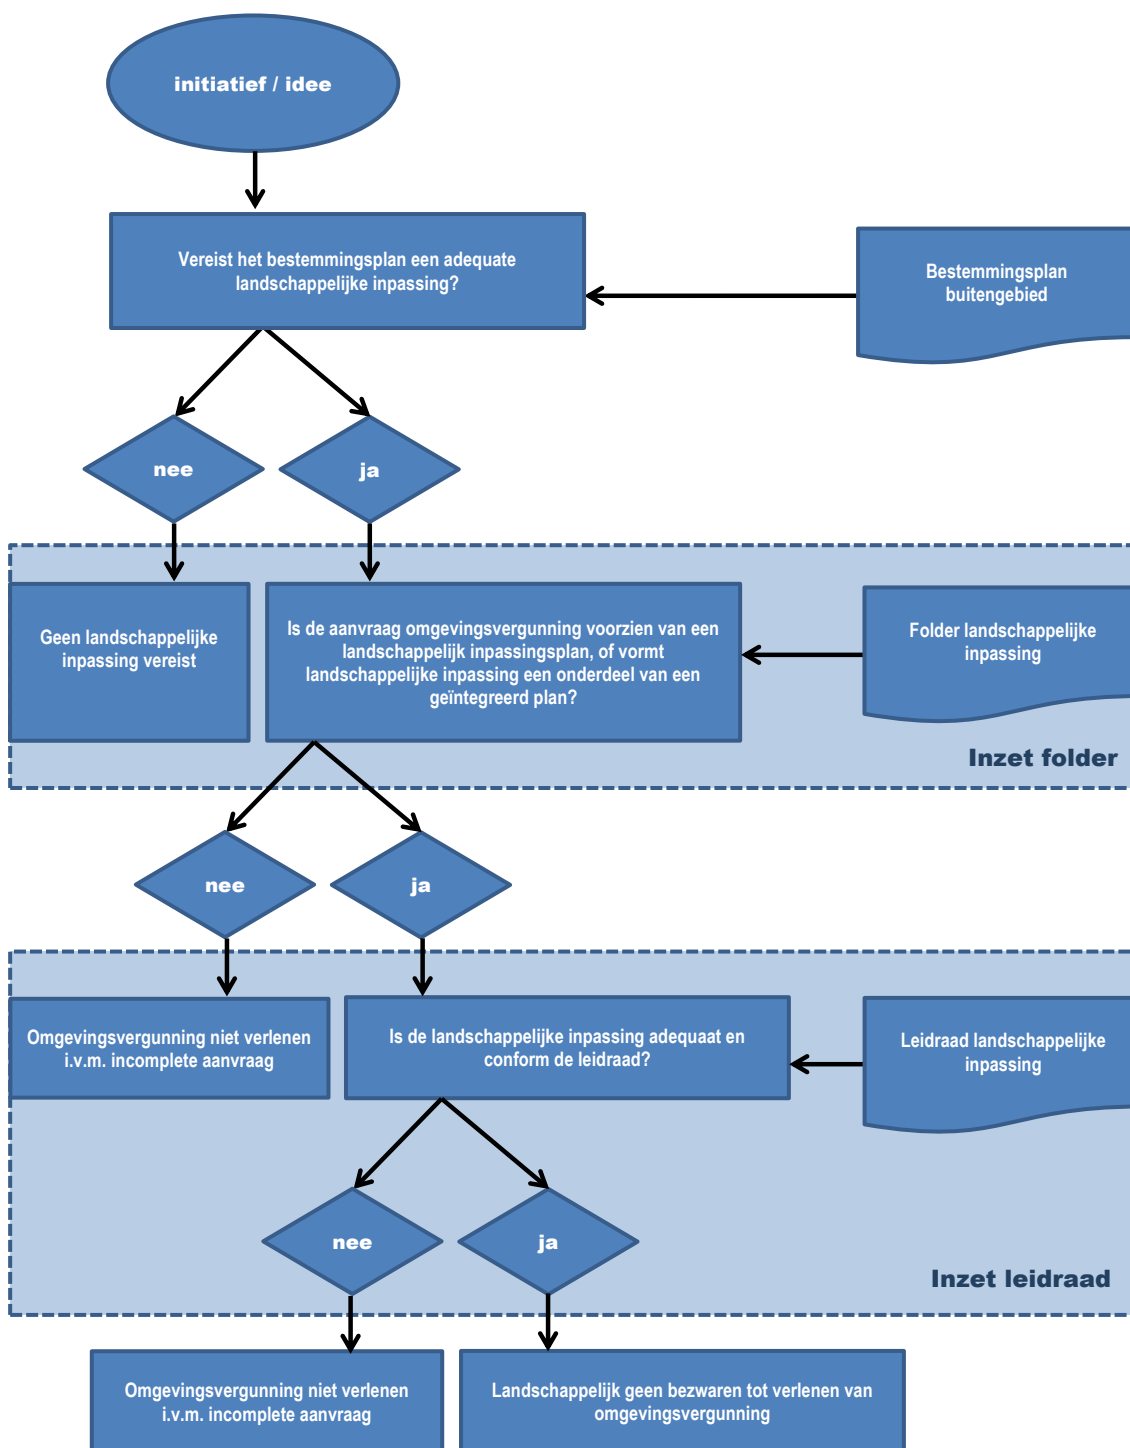 initiatief / idee
Vereist het bestemmingsplan een adequate
landschappelijke inpassing?
Bestemmingsplan
buitengebied
nee
ja
Geen landschappelijke
inpassing vereist
Is de aanvraag omgevingsvergunning voorzien van een
landschappelijk inpassingsplan, of vormt
landschappelijke inpassing een onderdeel van een
geïntegreerd plan?
Folder landschappelijke
inpassing
Inzet folder
nee
ja
Omgevingsvergunning niet verlenen
i.v.m. incomplete aanvraag
Is de landschappelijke inpassing adequaat en
conform de leidraad?
Leidraad landschappelijke
inpassing
nee
ja
Inzet leidraad
Omgevingsvergunning niet verlenen
i.v.m. incomplete aanvraag
Landschappelijk geen bezwaren tot verlenen van
omgevingsvergunning